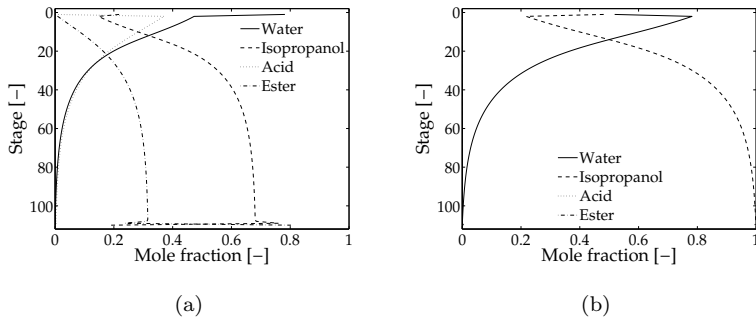 0
20
40
60
80
100
Stage [−]
0
0.2
0.4
0.6
0.8
1
Mole fraction [−]
Water
Isopropanol
Acid
Ester
(a)
0
20
40
60
80
100
Stage [−]
0
0.2
0.4
0.6
0.8
1
Mole fraction [−]
Water
Isopropanol
Acid
Ester
(b)